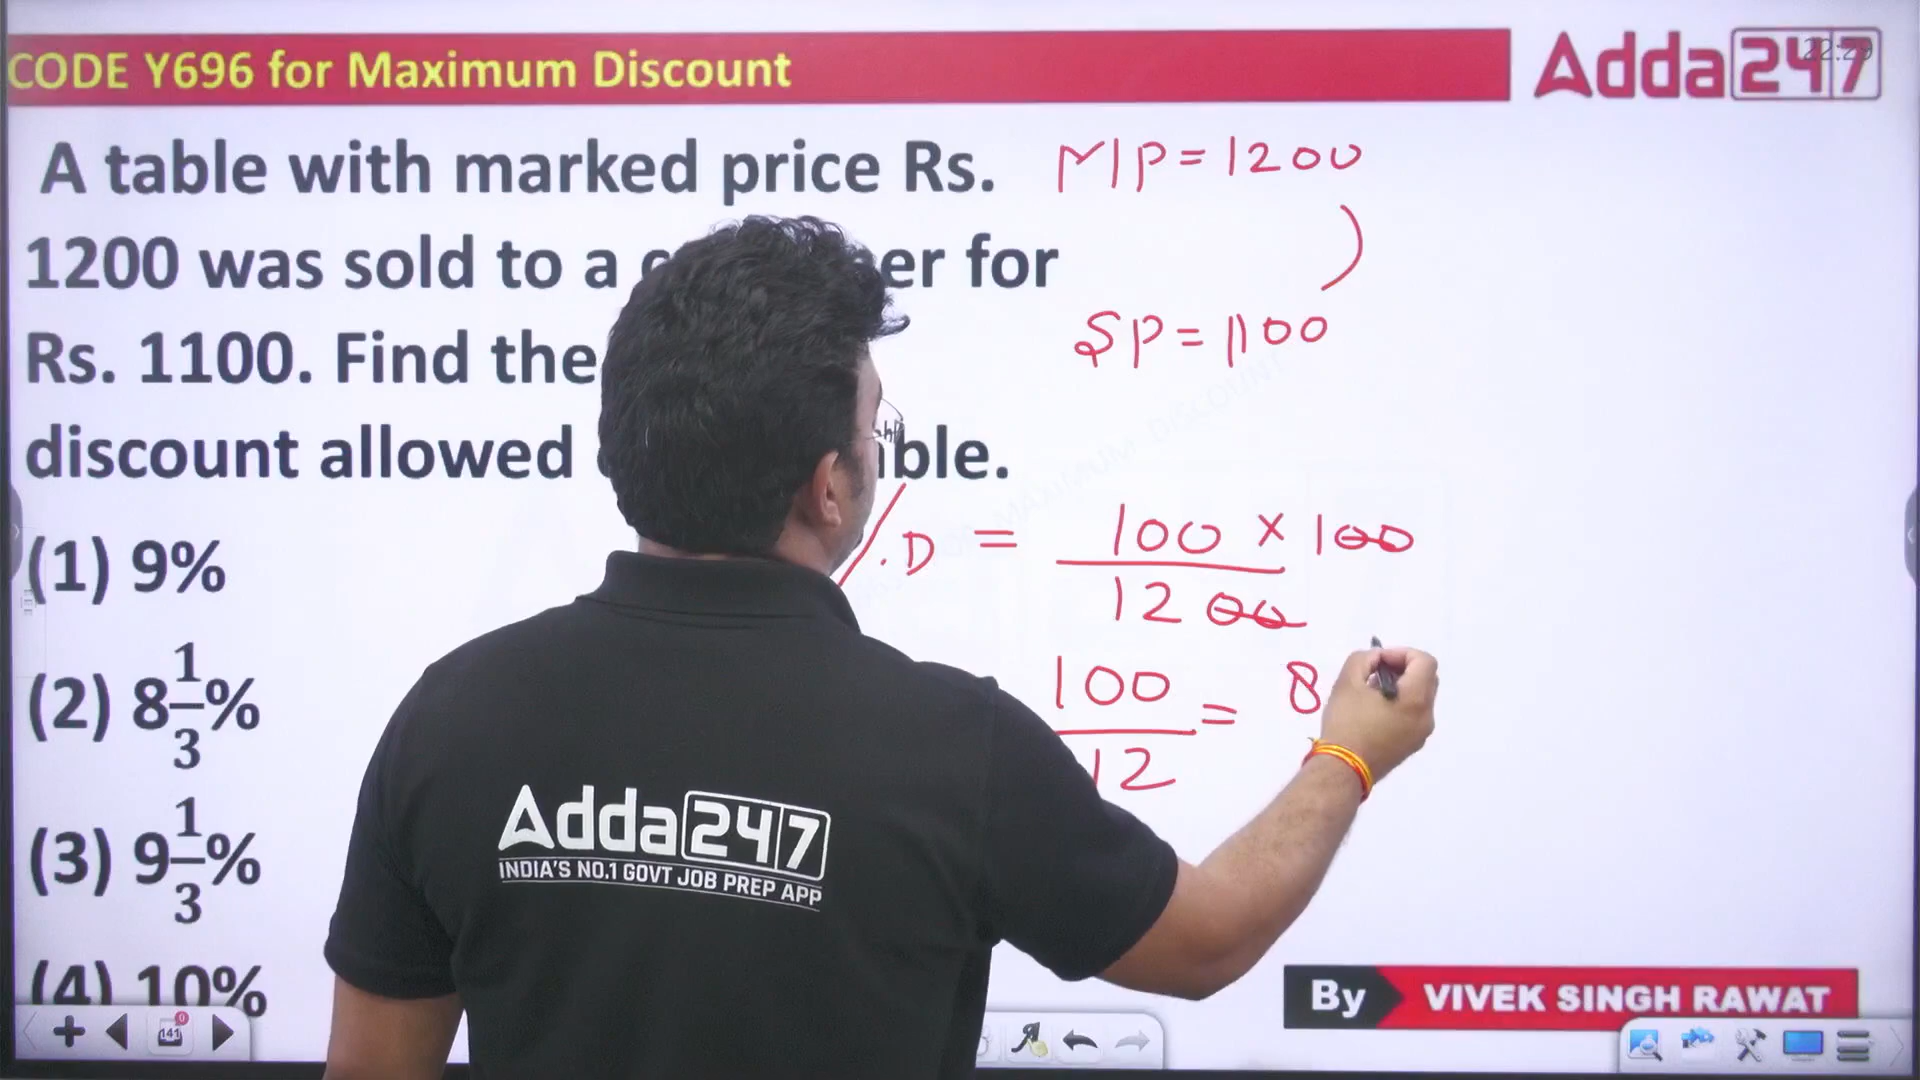 CODE Y696 for Maximum Discount
Adda247
A table with marked price Rs.
1200 was sold to a for
Rs. 1100. Find the
discount allowed
(1) 9%
(2) 8 1/3%
(3) 9 1/3%
(4) 10%
MP = 1200
SP = 1100
%D = 100 × 100
1200
100 = 8
12
Adda247
INDIA'S NO.1 GOVT JOB PREP APP
By VIVEK SINGH RAWAT
141
0